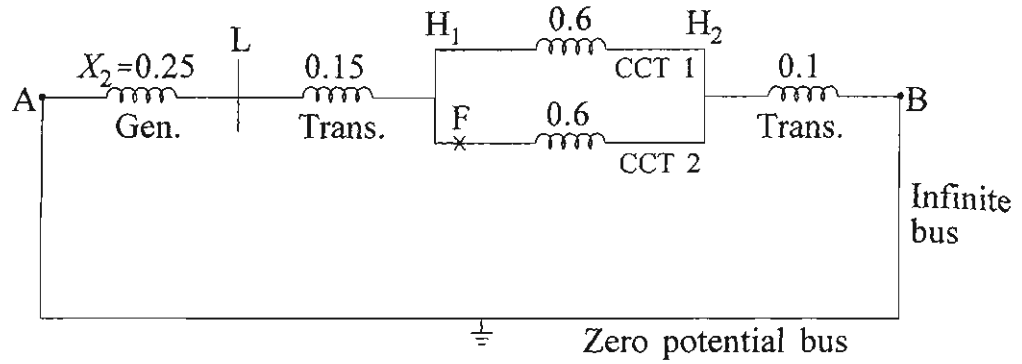 0.6
H₁
H₂
L
X₂=0.25
0.15
CCT 1
0.1
A
B
Gen.
Trans.
F
0.6
Trans.
CCT 2
Infinite
bus
Zero potential bus